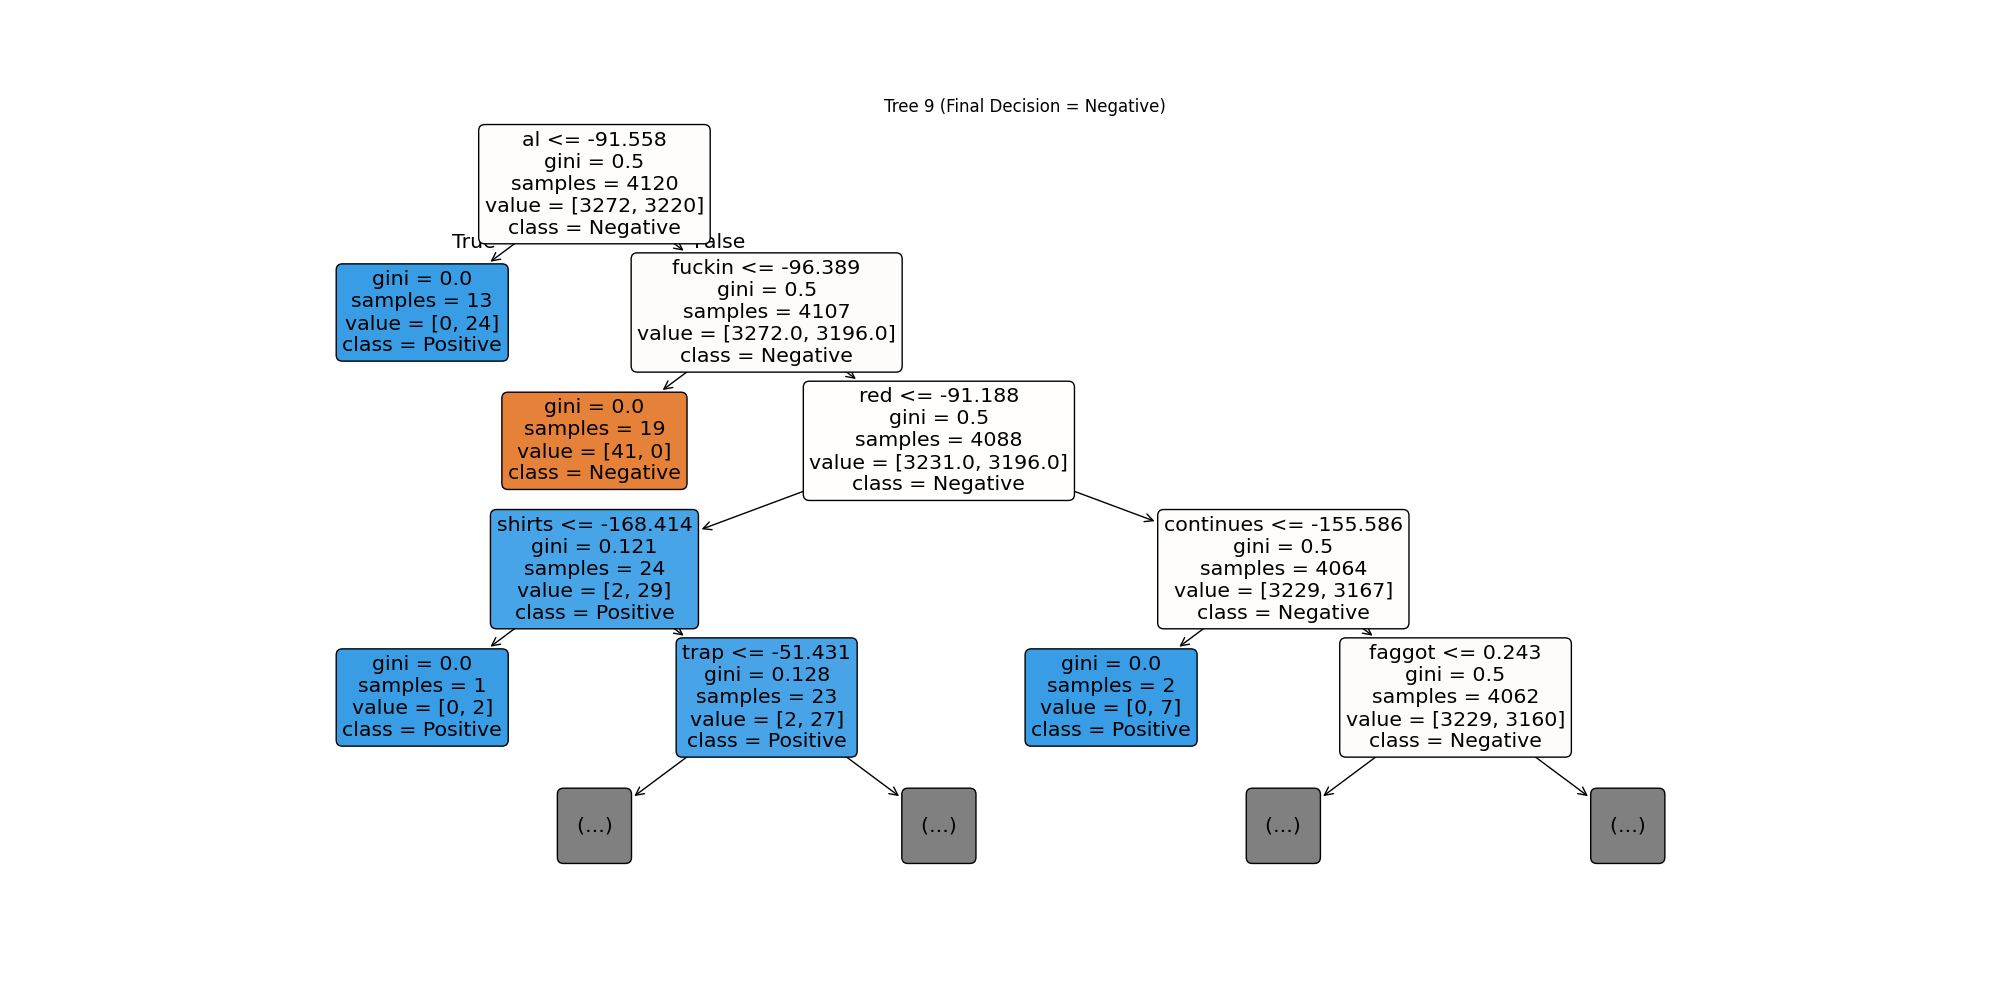 Tree 9 (Final Decision = Negative)
al <= -91.558
gini = 0.5
samples = 4120
value = [3272, 3220]
class = Negative
True
False
gini = 0.0
samples = 13
value = [0, 24]
class = Positive
fuckin <= -96.389
gini = 0.5
samples = 4107
value = [3272.0, 3196.0]
class = Negative
gini = 0.0
samples = 19
value = [41, 0]
class = Negative
red <= -91.188
gini = 0.5
samples = 4088
value = [3231.0, 3196.0]
class = Negative
shirts <= -168.414
gini = 0.121
samples = 24
value = [2, 29]
class = Positive
continues <= -155.586
gini = 0.5
samples = 4064
value = [3229, 3167]
class = Negative
gini = 0.0
samples = 1
value = [0, 2]
class = Positive
trap <= -51.431
gini = 0.128
samples = 23
value = [2, 27]
class = Positive
gini = 0.0
samples = 2
value = [0, 7]
class = Positive
faggot <= 0.243
gini = 0.5
samples = 4062
value = [3229, 3160]
class = Negative
(...)
(...)
(...)
(...)